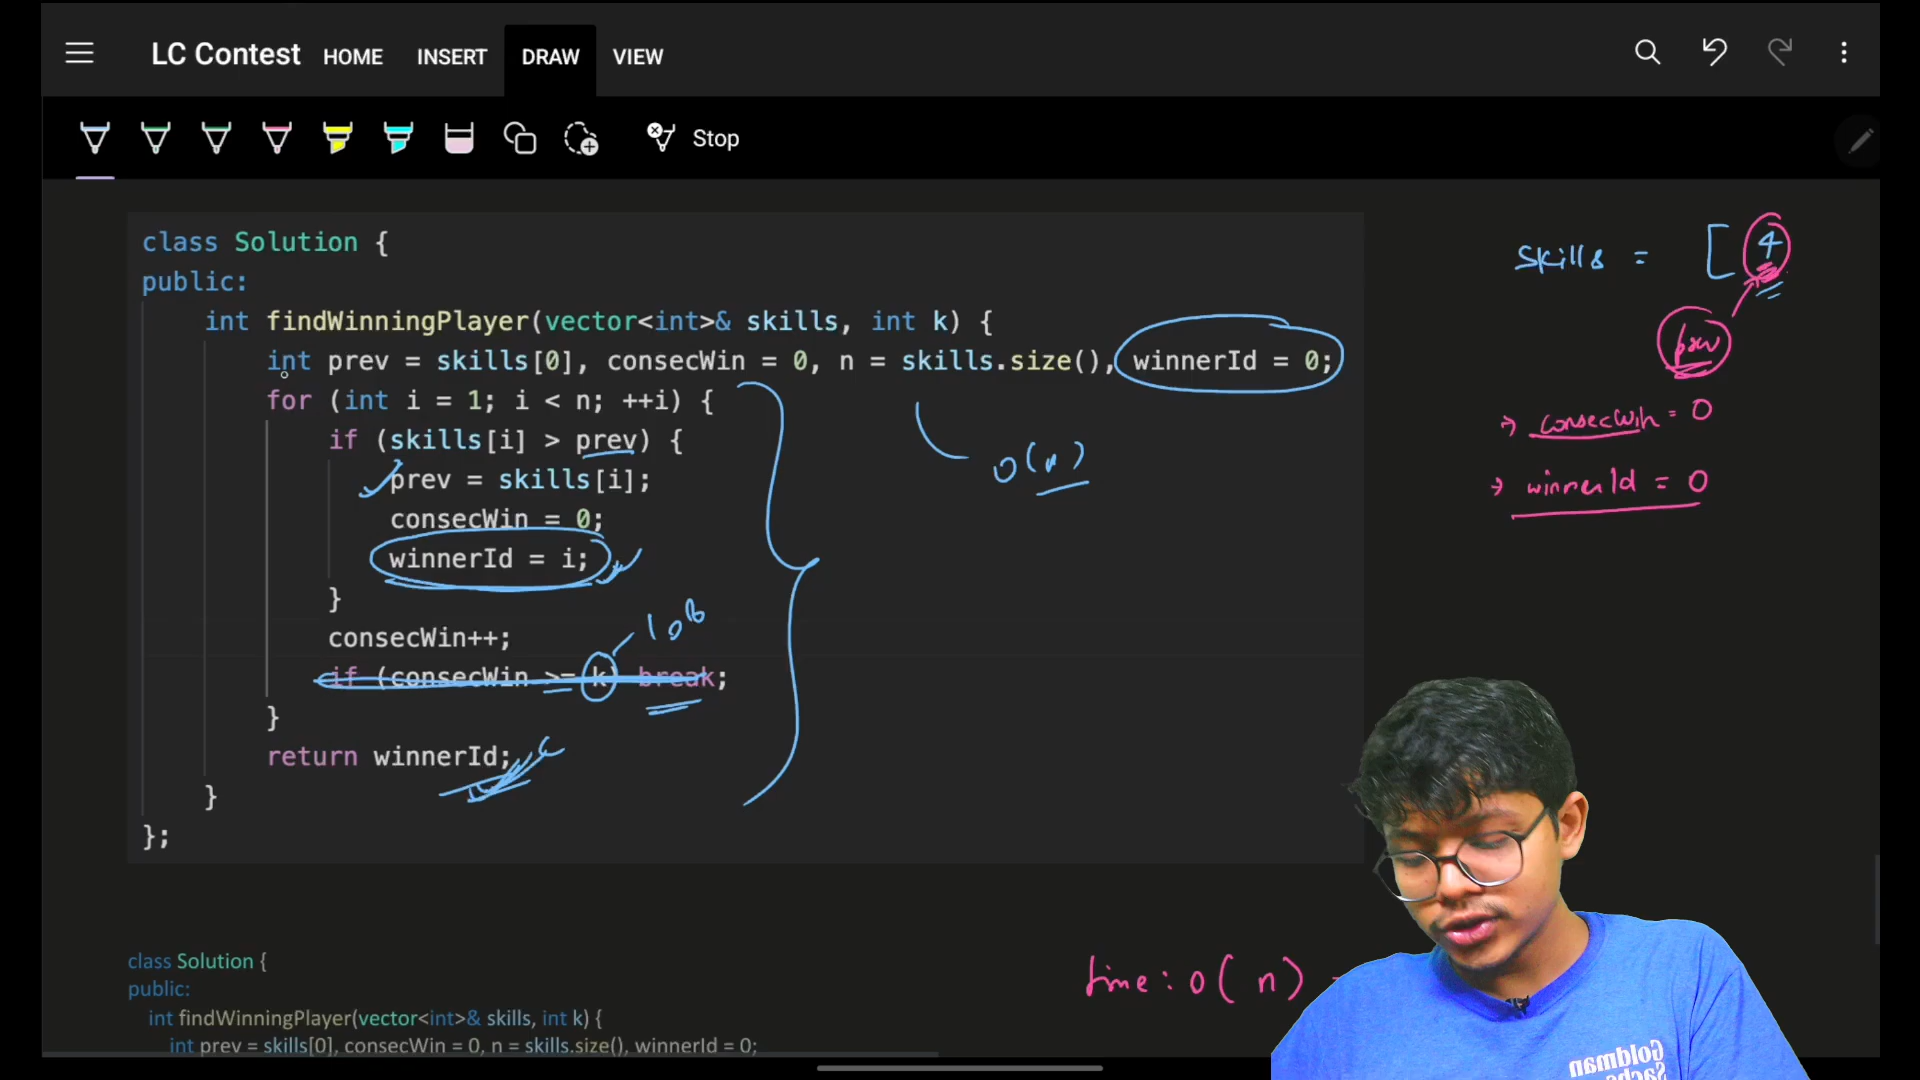 LC Contest HOME INSERT DRAW VIEW
Stop
class Solution {
public:
int findWinningPlayer(vector<int>& skills, int k) {
int prev = skills[0], consecWin = 0, n = skills.size(), winnerId = 0;
for (int i = 1; i < n; ++i) {
if (skills[i] > prev) {
prev = skills[i];
consecWin = 0;
winnerId = i;
}
consecWin++;
if (consecWin >= k) break;
}
return winnerId;
}
};
O(n)
skills = [ 4
prev
→ consecWin = 0
→ winnerId = 0
time: O(n)
class Solution {
public:
int findWinningPlayer(vector<int>& skills, int k) {
int prev = skills[0], consecWin = 0, n = skills.size(), winnerId = 0;
Goldman
Sachs